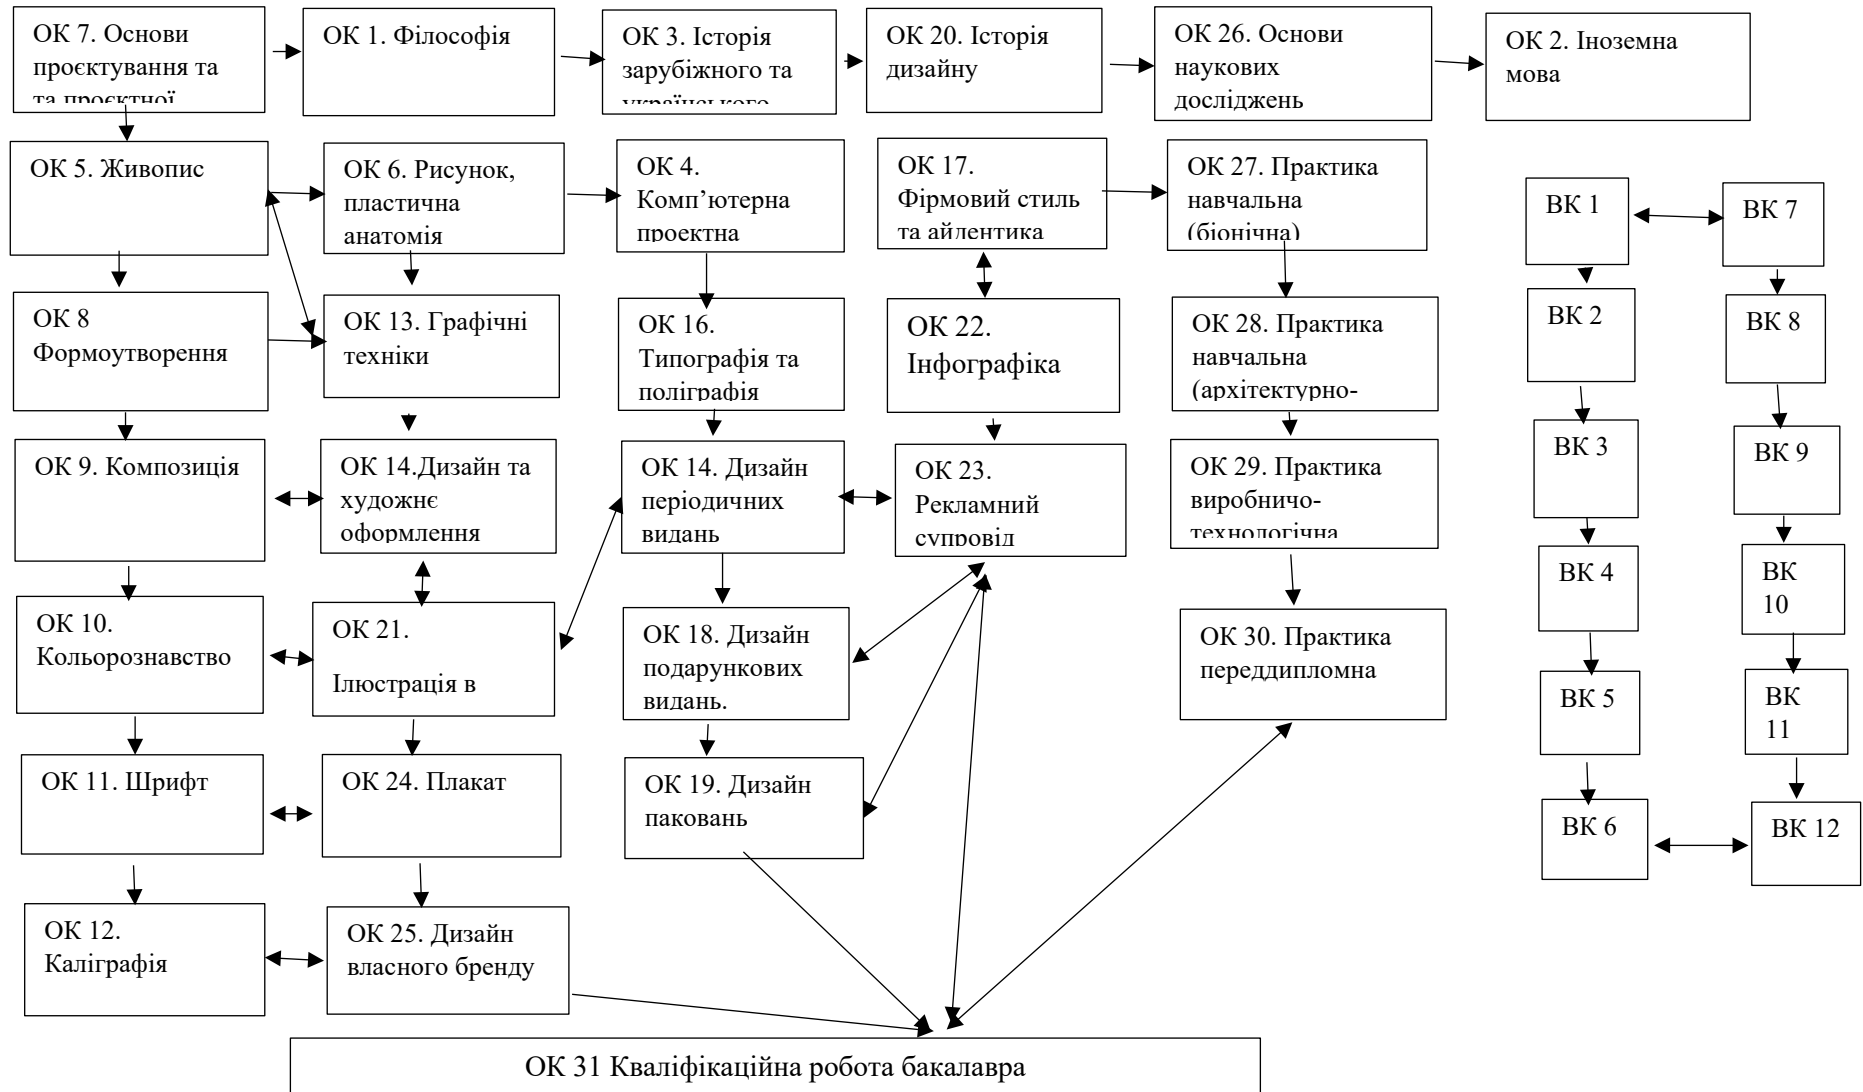 ОК 7. Основи
проєктування та
та проєктної
ОК 1. Філософія
ОК 3. Історія
зарубіжного та
українського
ОК 20. Історія
дизайну
ОК 26. Основи
наукових
досліджень
ОК 2. Іноземна
мова
ОК 5. Живопис
ОК 6. Рисунок,
пластична
анатомія
ОК 4.
Комп’ютерна
проектна
ОК 17.
Фірмовий стиль
та айдентика
ОК 27. Практика
навчальна
(біонічна)
ВК 1
ВК 7
ОК 8
Формоутворення
ОК 13. Графічні
техніки
ОК 16.
Типографія та
поліграфія
ОК 22.
Інфографіка
ОК 28. Практика
навчальна
(архітектурно-
ВК 2
ВК 8
ОК 9. Композиція
ОК 14.Дизайн та
художнє
оформлення
ОК 14. Дизайн
періодичних
видань
ОК 23.
Рекламний
супровід
ОК 29. Практика
виробничо-
технологічна
ВК 3
ВК 9
ОК 10.
Кольорознавство
ОК 21.
Ілюстрація в
ОК 18. Дизайн
подарункових
видань.
ОК 30. Практика
переддипломна
ВК 4
ВК
10
ВК 5
ВК
11
ОК 11. Шрифт
ОК 24. Плакат
ОК 19. Дизайн
паковань
ВК 6
ВК 12
ОК 12.
Каліграфія
ОК 25. Дизайн
власного бренду
ОК 31 Кваліфікаційна робота бакалавра